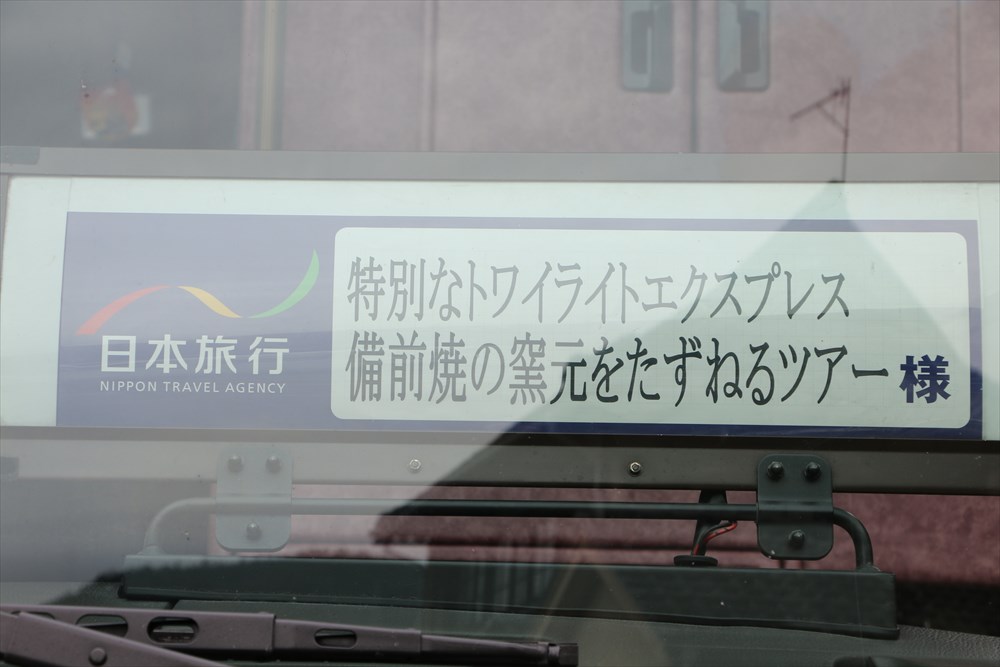 日本旅行
NIPPON TRAVEL AGENCY
特別なトワイライトエクスプレス
備前焼の窯元をたずねるツアー様